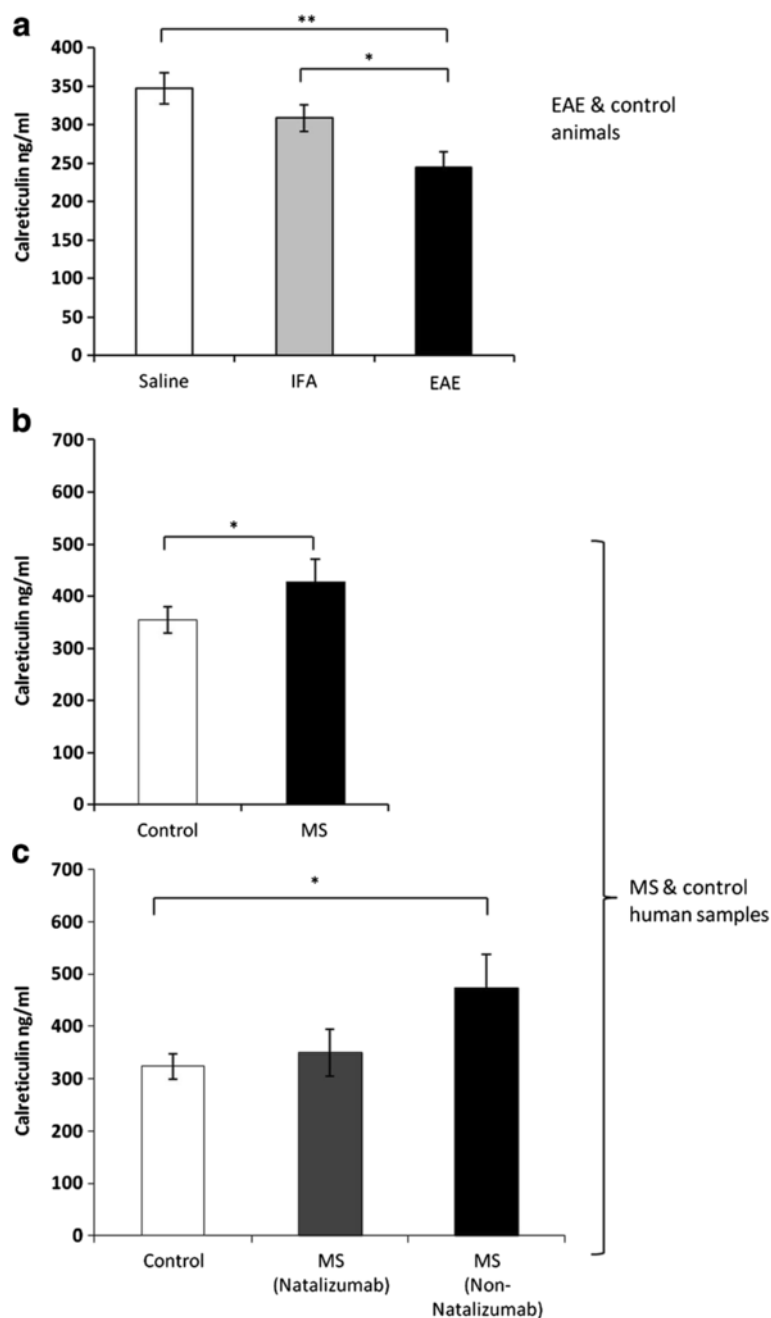 a
**
*
400
350
300
250
200
150
100
50
0
Calreticulin ng/ml
Saline IFA EAE
EAE & control
animals
b
700
600
500
400
300
200
100
0
Calreticulin ng/ml
*
Control MS
c
700
600
500
400
300
200
100
0
Calreticulin ng/ml
*
Control MS MS
(Natalizumab) (Non-
Natalizumab)
MS & control
human samples